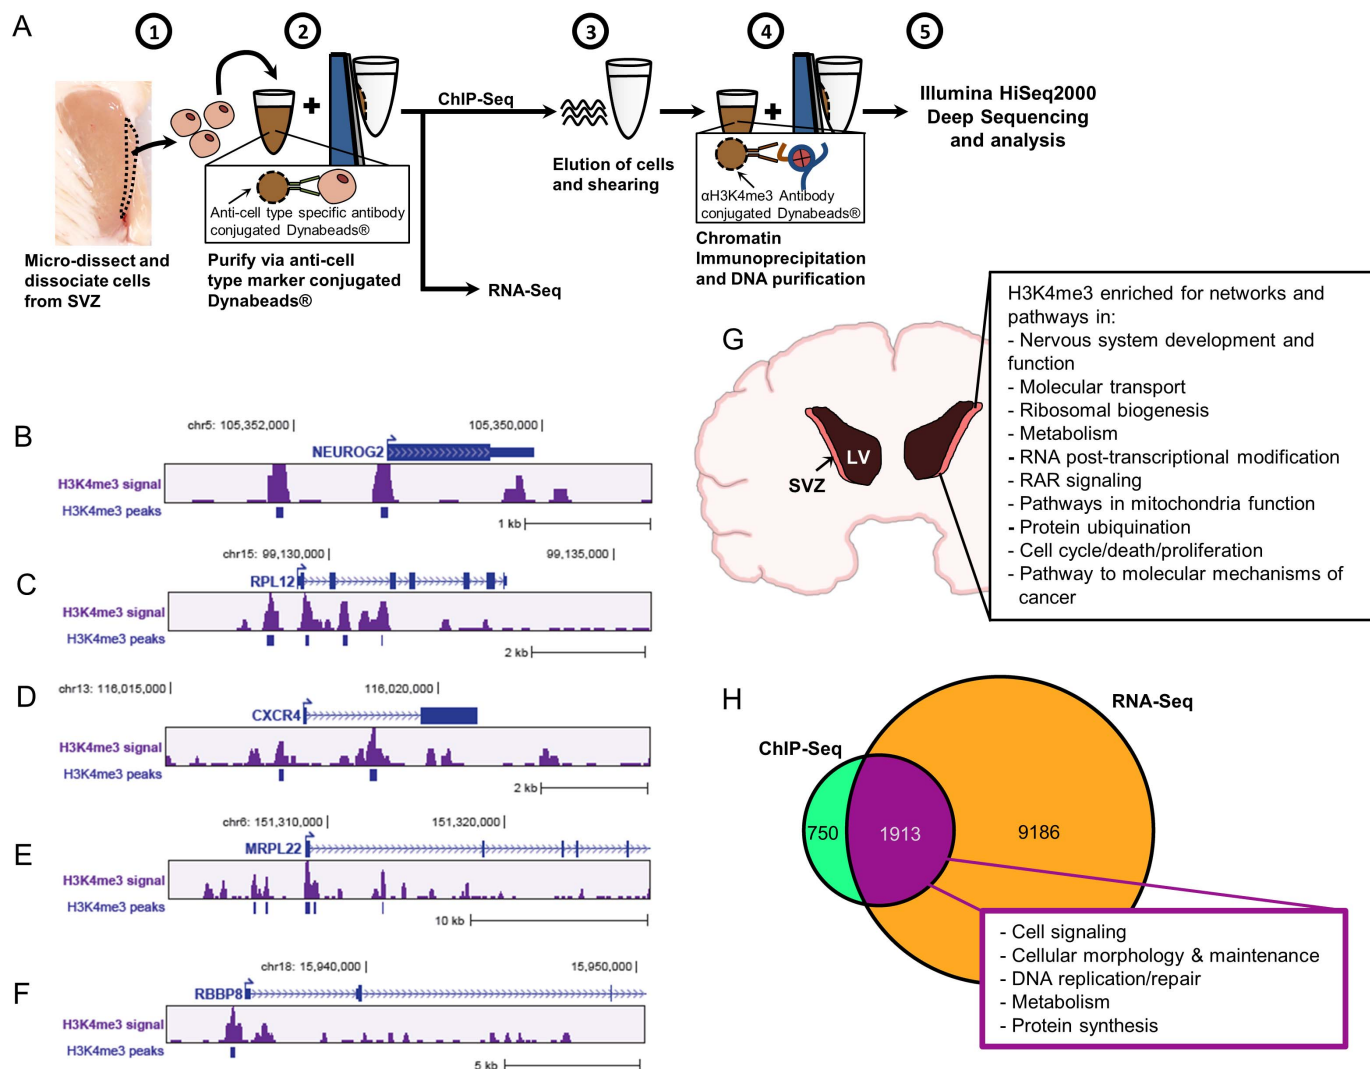 A
1
2
3
4
5
ChIP-Seq
Illumina HiSeq2000
Deep Sequencing
and analysis
Elution of cells
and shearing
Anti-cell type specific antibody
conjugated Dynabeads®
αH3K4me3 Antibody
conjugated Dynabeads®
Micro-dissect and
dissociate cells
from SVZ
Purify via anti-cell
type marker conjugated
Dynabeads®
RNA-Seq
Chromatin
Immunoprecipitation
and DNA purification
B
chr5: 105,352,000
105,350,000
NEUROG2
H3K4me3 signal
H3K4me3 peaks
1 kb
C
chr15: 99,130,000
99,135,000
RPL12
H3K4me3 signal
H3K4me3 peaks
2 kb
D
chr13: 116,015,000
116,020,000
CXCR4
H3K4me3 signal
H3K4me3 peaks
2 kb
E
chr6: 151,310,000
151,320,000
MRPL22
H3K4me3 signal
H3K4me3 peaks
10 kb
F
chr18: 15,940,000
15,950,000
RBBP8
H3K4me3 signal
H3K4me3 peaks
5 kb
G
LV
SVZ
H3K4me3 enriched for networks and
pathways in:
- Nervous system development and
function
- Molecular transport
- Ribosomal biogenesis
- Metabolism
- RNA post-transcriptional modification
- RAR signaling
- Pathways in mitochondria function
- Protein ubiquination
- Cell cycle/death/proliferation
- Pathway to molecular mechanisms of
cancer
H
RNA-Seq
ChIP-Seq
750
1913
9186
- Cell signaling
- Cellular morphology & maintenance
- DNA replication/repair
- Metabolism
- Protein synthesis